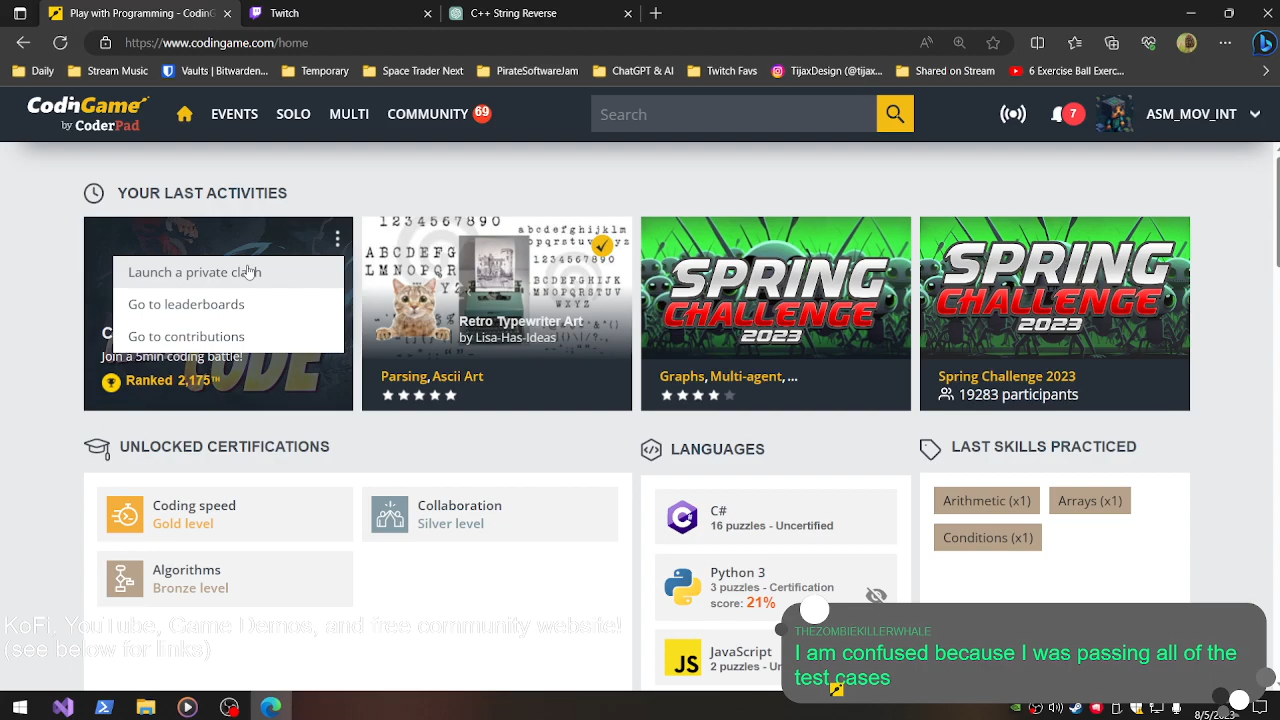 Play with Programming - CodinG
Twitch
C++ String Reverse
https://www.codingame.com/home
Daily
Stream Music
Vaults | Bitwarden...
Temporary
Space Trader Next
PirateSoftwareJam
ChatGPT & AI
Twitch Favs
TijaxDesign (@tijax...
Shared on Stream
6 Exercise Ball Exerc...
CodinGame
by CoderPad
EVENTS
SOLO
MULTI
COMMUNITY 69
Search
7
ASM_MOV_INT
YOUR LAST ACTIVITIES
Launch a private clash
Go to leaderboards
Go to contributions
Join a 5min coding battle!
Ranked 2,175TH
CODE
Retro Typewriter Art
by Lisa-Has-Ideas
Parsing, Ascii Art
SPRING
CHALLENGE
2023
Graphs, Multi-agent, ...
SPRING
CHALLENGE
2023
Spring Challenge 2023
19283 participants
UNLOCKED CERTIFICATIONS
Coding speed
Gold level
Collaboration
Silver level
Algorithms
Bronze level
LANGUAGES
C#
16 puzzles - Uncertified
Python 3
3 puzzles - Certification
score: 21%
JS
JavaScript
2 puzzles - Un
LAST SKILLS PRACTICED
Arithmetic (x1)
Arrays (x1)
Conditions (x1)
KoFi, YouTube, Game Demos, and free community website!
(see below for links)
THEZOMBIEKILLERWHALE
I am confused because I was passing all of the
test cases
8/5/2023